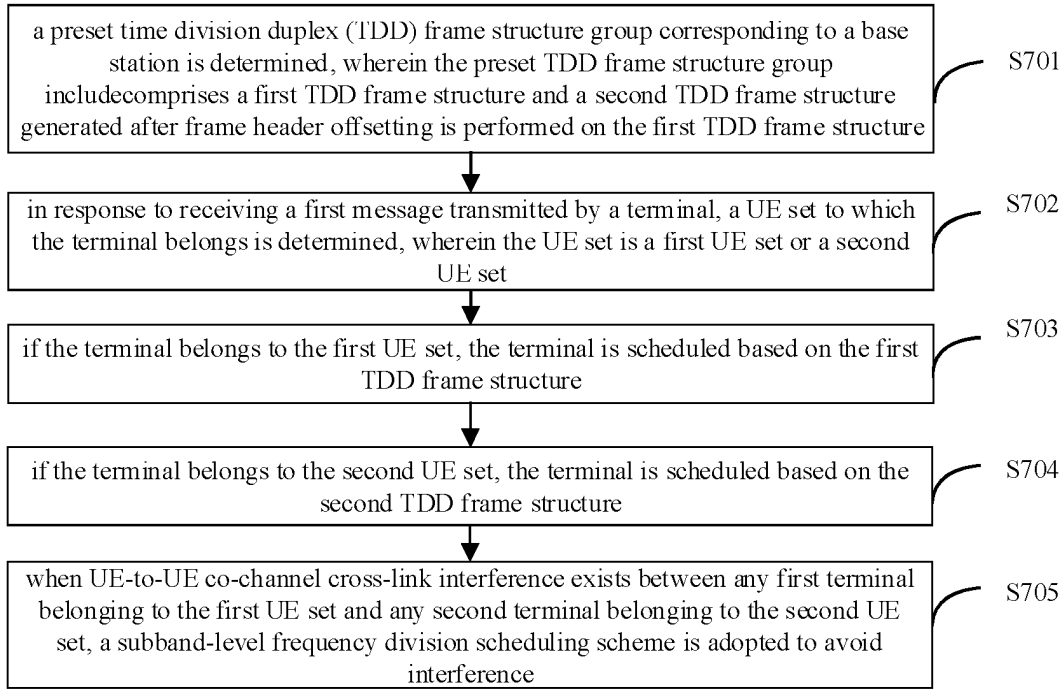 a preset time division duplex (TDD) frame structure group corresponding to a base
station is determined, wherein the preset TDD frame structure group
includecomprises a first TDD frame structure and a second TDD frame structure
generated after frame header offsetting is performed on the first TDD frame structure
S701
in response to receiving a first message transmitted by a terminal, a UE set to which
the terminal belongs is determined, wherein the UE set is a first UE set or a second
UE set
S702
if the terminal belongs to the first UE set, the terminal is scheduled based on the first
TDD frame structure
S703
if the terminal belongs to the second UE set, the terminal is scheduled based on the
second TDD frame structure
S704
when UE-to-UE co-channel cross-link interference exists between any first terminal
belonging to the first UE set and any second terminal belonging to the second UE
set, a subband-level frequency division scheduling scheme is adopted to avoid
interference
S705